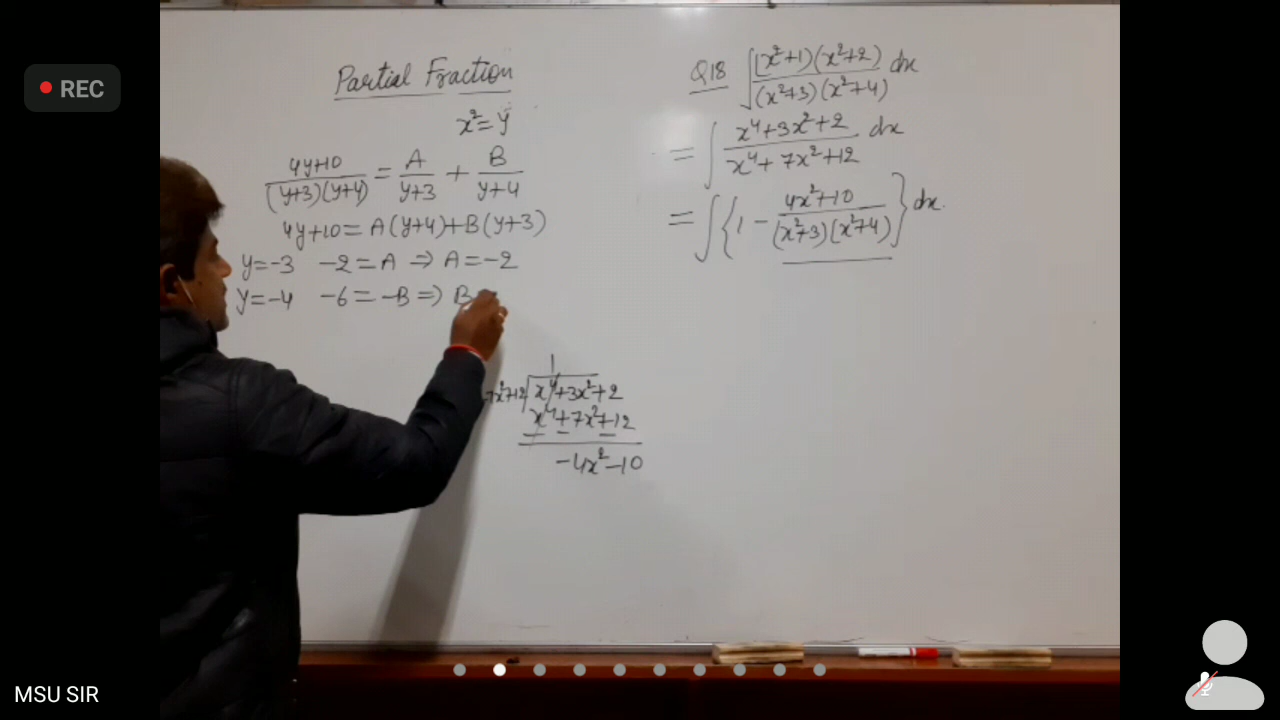 REC
Partial Fraction
x² = y
4y+10/(y+3)(y+4) = A/y+3 + B/y+4
4y+10 = A(y+4)+B(y+3)
y=-3 -2=A ⇒ A=-2
y=-4 -6=-B ⇒ B
1
7x²+12 x⁴+3x²+2
x⁴+7x²+12
-4x²-10
Q18 ∫(x²+1)(x²+2)/(x²+3)(x²+4) dx
= ∫ x⁴+3x²+2/x⁴+7x²+12 dx
= ∫{1 - 4x²+10/(x²+3)(x²+4)} dx.
MSU SIR